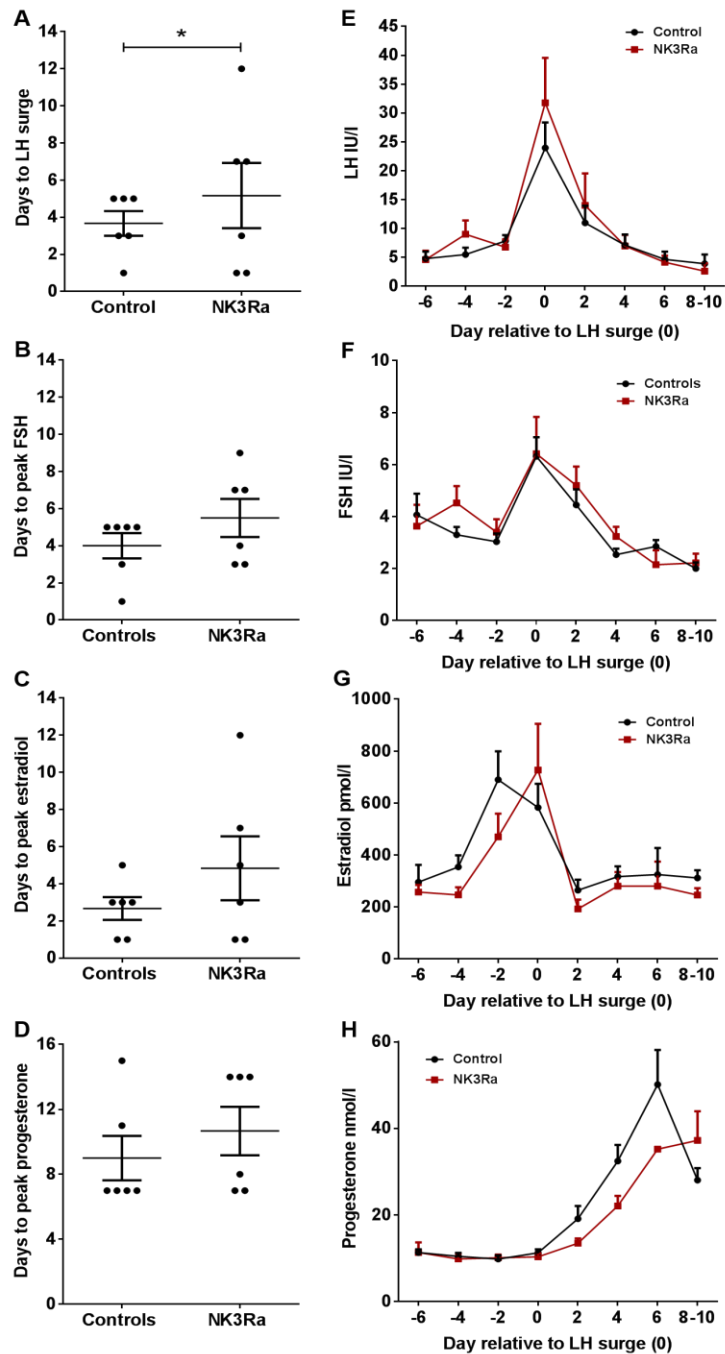 A
Days to LH surge
14
12
10
8
6
4
2
0
*
Control NK3Ra
E
LH IU/l
45
40
35
30
25
20
15
10
5
0
Control
NK3Ra
-6 -4 -2 0 2 4 6 8-10
Day relative to LH surge (0)
B
Days to peak FSH
14
12
10
8
6
4
2
0
Controls NK3Ra
F
FSH IU/l
10
8
6
4
2
0
Controls
NK3Ra
-6 -4 -2 0 2 4 6 8-10
Day relative to LH surge (0)
C
Days to peak estradiol
14
12
10
8
6
4
2
0
Controls NK3Ra
G
Estradiol pmol/l
1000
800
600
400
200
0
Control
NK3Ra
-6 -4 -2 0 2 4 6 8-10
Day relative to LH surge (0)
D
Days to peak progesterone
16
12
8
4
0
Controls NK3Ra
H
Progesterone nmol/l
60
40
20
0
Control
NK3Ra
-6 -4 -2 0 2 4 6 8-10
Day relative to LH surge (0)